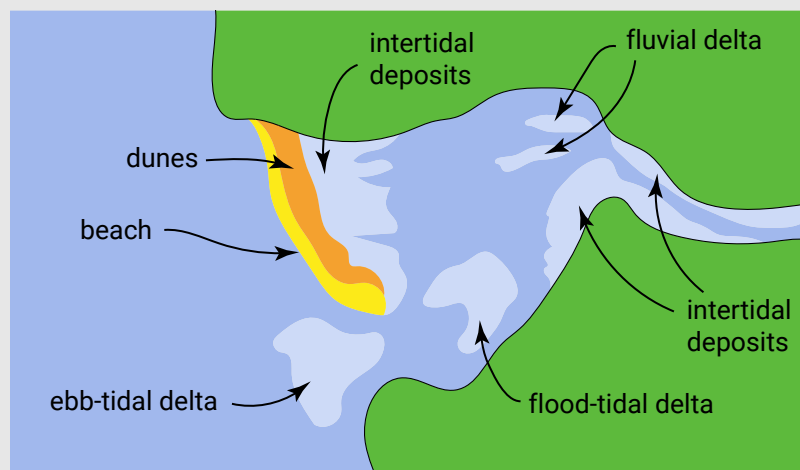 intertidal
deposits
fluvial delta
dunes
beach
intertidal
deposits
ebb-tidal delta
flood-tidal delta